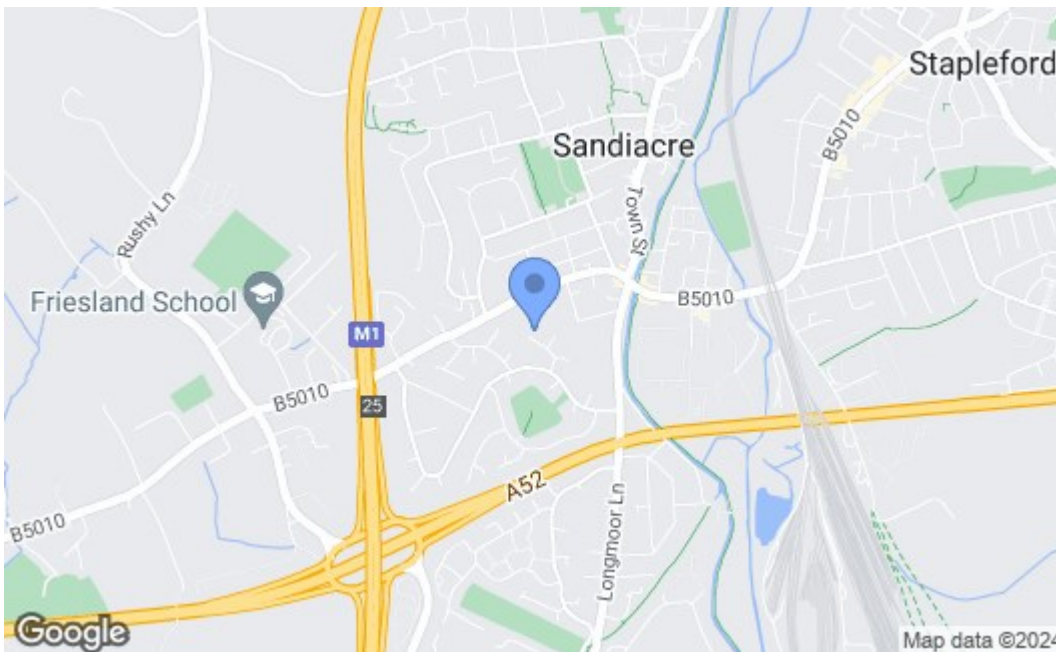 Stapleford
Sandiacre
B5010
Rushy Ln
Town St
Friesland School
B5010
M1
B5010
25
A52
B5010
Longmoor Ln
Google
Map data ©2024